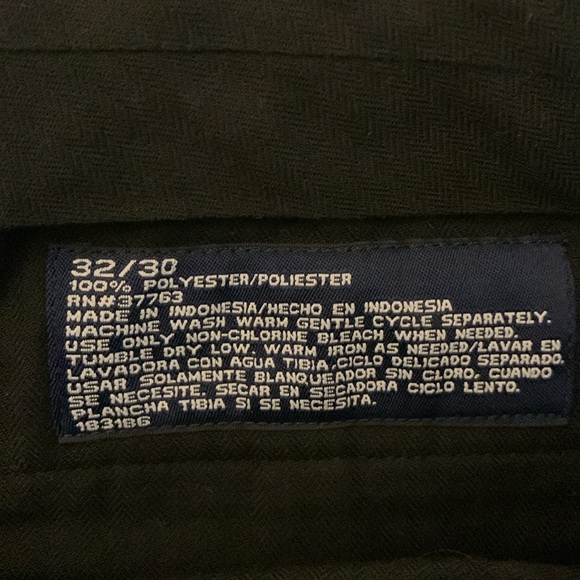 32/30
100% POLYESTER/POLIESTER
RN#37763
MADE IN INDONESIA/HECHO EN INDONESIA
MACHINE WASH WARM GENTLE CYCLE SEPARATELY.
USE ONLY NON-CHLORINE BLEACH WHEN NEEDED.
TUMBLE DRY LOW. WARM IRON AS NEEDED/LAVAR EN
LAVADORA CON AGUA TIBIA,CICLO DELICADO SEPARADO.
USAR SOLAMENTE BLANQUEADOR SIN CLORO. CUANDO
SE NECESITE. SECAR EN SECADORA CICLO LENTO.
PLANCHA TIBIA SI SE NECESITA.
183186